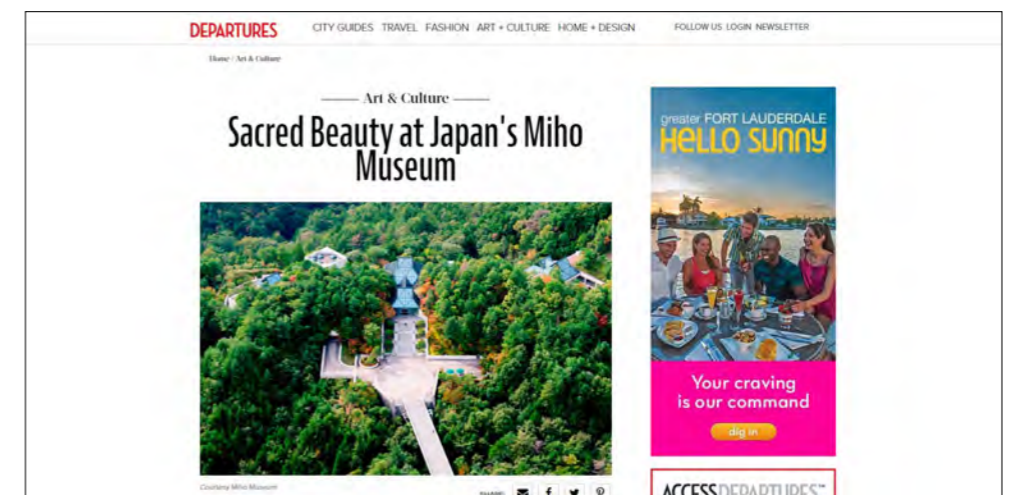 DEPARTURES
CITY GUIDES TRAVEL FASHION ART + CULTURE HOME + DESIGN
FOLLOW US LOGIN NEWSLETTER
Home / Art & Culture
Art & Culture
Sacred Beauty at Japan's Miho
Museum
Courtesy Miho Museum
SHARE:
greater FORT LAUDERDALE
HELLO SUNNY
Your craving
is our command
dig in
ACCESS DEPARTURES™